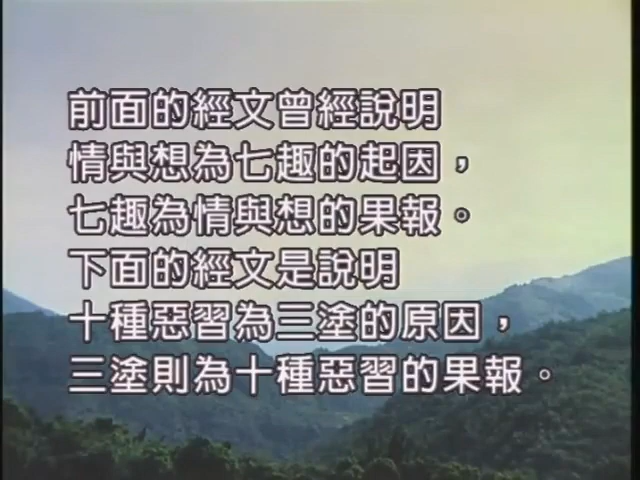 前面的經文曾經說明
情與想為七趣的起因，
七趣為情與想的果報。
下面的經文是說明
十種惡習為三塗的原因，
三塗則為十種惡習的果報。